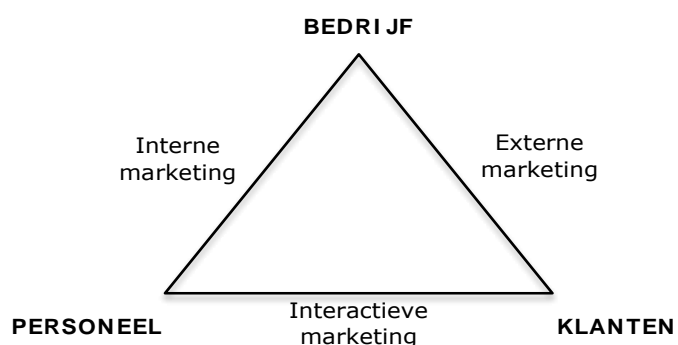 BEDRIJF
Interne
marketing
Externe
marketing
Interactieve
marketing
PERSONEEL
KLANTEN